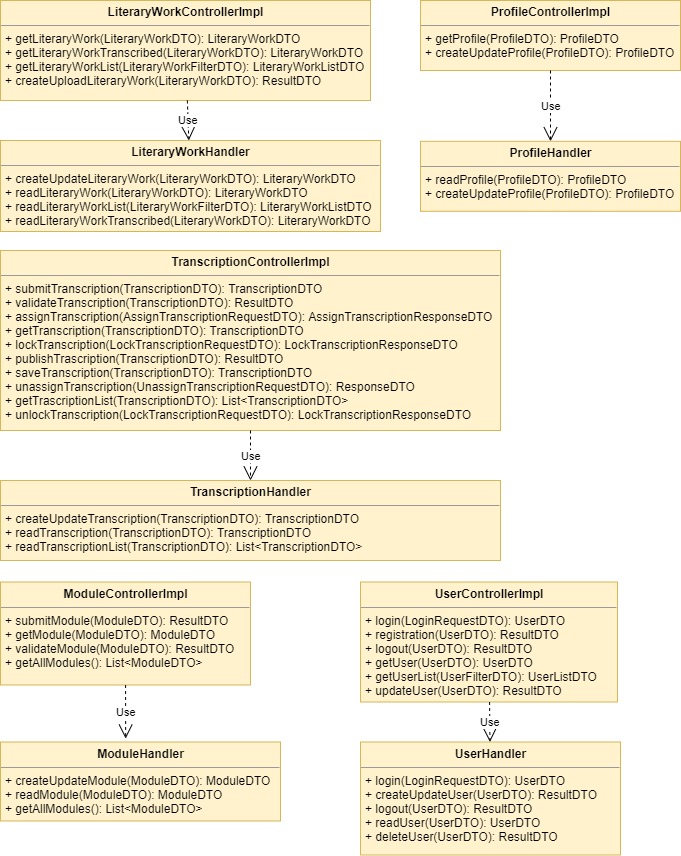 LiteraryWorkControllerImpl
+ getLiteraryWork(LiteraryWorkDTO): LiteraryWorkDTO
+ getLiteraryWorkTranscribed(LiteraryWorkDTO): LiteraryWorkDTO
+ getLiteraryWorkList(LiteraryWorkFilterDTO): LiteraryWorkListDTO
+ createUploadLiteraryWork(LiteraryWorkDTO): ResultDTO
Use
LiteraryWorkHandler
+ createUpdateLiteraryWork(LiteraryWorkDTO): LiteraryWorkDTO
+ readLiteraryWork(LiteraryWorkDTO): LiteraryWorkDTO
+ readLiteraryWorkList(LiteraryWorkFilterDTO): LiteraryWorkListDTO
+ readLiteraryWorkTranscribed(LiteraryWorkDTO): LiteraryWorkDTO
ProfileControllerImpl
+ getProfile(ProfileDTO): ProfileDTO
+ createUpdateProfile(ProfileDTO): ProfileDTO
Use
ProfileHandler
+ readProfile(ProfileDTO): ProfileDTO
+ createUpdateProfile(ProfileDTO): ProfileDTO
TranscriptionControllerImpl
+ submitTranscription(TranscriptionDTO): TranscriptionDTO
+ validateTranscription(TranscriptionDTO): ResultDTO
+ assignTranscription(AssignTranscriptionRequestDTO): AssignTranscriptionResponseDTO
+ getTranscription(TranscriptionDTO): TranscriptionDTO
+ lockTranscription(LockTranscriptionRequestDTO): LockTranscriptionResponseDTO
+ publishTrascription(TranscriptionDTO): ResultDTO
+ saveTranscription(TranscriptionDTO): TranscriptionDTO
+ unassignTranscription(UnassignTranscriptionRequestDTO): ResponseDTO
+ getTrascriptionList(TranscriptionDTO): List<TranscriptionDTO>
+ unlockTranscription(LockTranscriptionRequestDTO): LockTranscriptionResponseDTO
Use
TranscriptionHandler
+ createUpdateTranscription(TranscriptionDTO): TranscriptionDTO
+ readTranscription(TranscriptionDTO): TranscriptionDTO
+ readTranscriptionList(TranscriptionDTO): List<TranscriptionDTO>
ModuleControllerImpl
+ submitModule(ModuleDTO): ResultDTO
+ getModule(ModuleDTO): ModuleDTO
+ validateModule(ModuleDTO): ResultDTO
+ getAllModules(): List<ModuleDTO>
Use
ModuleHandler
+ createUpdateModule(ModuleDTO): ModuleDTO
+ readModule(ModuleDTO): ModuleDTO
+ getAllModules(): List<ModuleDTO>
UserControllerImpl
+ login(LoginRequestDTO): UserDTO
+ registration(UserDTO): ResultDTO
+ logout(UserDTO): ResultDTO
+ getUser(UserDTO): UserDTO
+ getUserList(UserFilterDTO): UserListDTO
+ updateUser(UserDTO): ResultDTO
Use
UserHandler
+ login(LoginRequestDTO): UserDTO
+ createUpdateUser(UserDTO): ResultDTO
+ logout(UserDTO): ResultDTO
+ readUser(UserDTO): UserDTO
+ deleteUser(UserDTO): ResultDTO